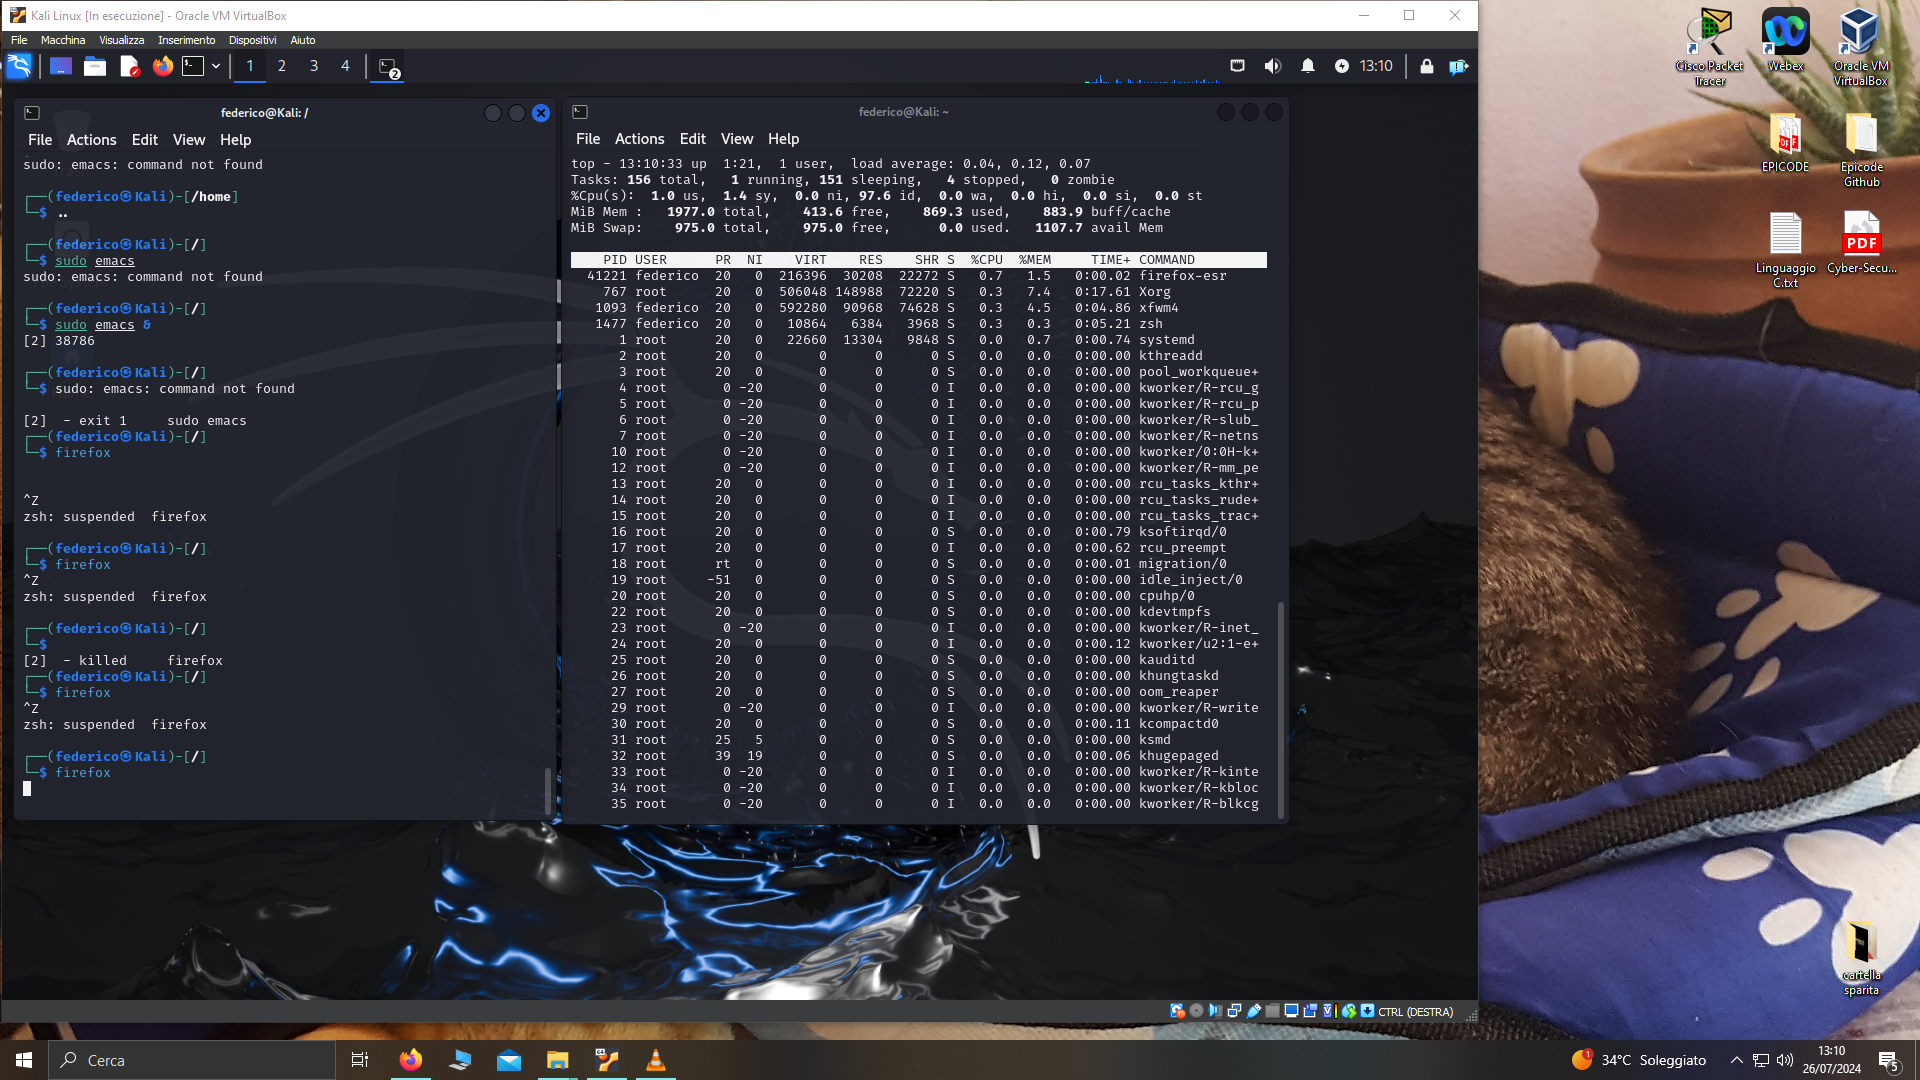 Kali Linux [In esecuzione] - Oracle VM VirtualBox
File Macchina Visualizza Inserimento Dispositivi Aiuto
1 2 3 4 2 13:10
federico@Kali: /
File Actions Edit View Help
sudo: emacs: command not found
┌──(federico㉿Kali)-[/home]
└─$ ..
┌──(federico㉿Kali)-[/]
└─$ sudo emacs
sudo: emacs: command not found
┌──(federico㉿Kali)-[/]
└─$ sudo emacs &
[2] 38786
┌──(federico㉿Kali)-[/]
└─$ sudo: emacs: command not found
[2]  - exit 1     sudo emacs
┌──(federico㉿Kali)-[/]
└─$ firefox
^Z
zsh: suspended  firefox
┌──(federico㉿Kali)-[/]
└─$ firefox
^Z
zsh: suspended  firefox
┌──(federico㉿Kali)-[/]
└─$
[2]  - killed     firefox
┌──(federico㉿Kali)-[/]
└─$ firefox
^Z
zsh: suspended  firefox
┌──(federico㉿Kali)-[/]
└─$ firefox
federico@Kali: ~
File Actions Edit View Help
top - 13:10:33 up  1:21,  1 user,  load average: 0.04, 0.12, 0.07
Tasks: 156 total,   1 running, 151 sleeping,   4 stopped,   0 zombie
%Cpu(s):  1.0 us,  1.4 sy,  0.0 ni, 97.6 id,  0.0 wa,  0.0 hi,  0.0 si,  0.0 st
MiB Mem :   1977.0 total,    413.6 free,    869.3 used,    883.9 buff/cache
MiB Swap:    975.0 total,    975.0 free,      0.0 used.   1107.7 avail Mem
PID USER PR NI VIRT RES SHR S %CPU %MEM TIME+ COMMAND
41221 federico 20 0 216396 30208 22272 S 0.7 1.5 0:00.02 firefox-esr
767 root 20 0 506048 148988 72220 S 0.3 7.4 0:17.61 Xorg
1093 federico 20 0 592280 90968 74628 S 0.3 4.5 0:04.86 xfwm4
1477 federico 20 0 10864 6384 3968 S 0.3 0.3 0:05.21 zsh
1 root 20 0 22660 13304 9848 S 0.0 0.7 0:00.74 systemd
2 root 20 0 0 0 0 S 0.0 0.0 0:00.00 kthreadd
3 root 20 0 0 0 0 S 0.0 0.0 0:00.00 pool_workqueue+
4 root 0 -20 0 0 0 I 0.0 0.0 0:00.00 kworker/R-rcu_g
5 root 0 -20 0 0 0 I 0.0 0.0 0:00.00 kworker/R-rcu_p
6 root 0 -20 0 0 0 I 0.0 0.0 0:00.00 kworker/R-slub_
7 root 0 -20 0 0 0 I 0.0 0.0 0:00.00 kworker/R-netns
10 root 0 -20 0 0 0 I 0.0 0.0 0:00.00 kworker/0:0H-k+
12 root 0 -20 0 0 0 I 0.0 0.0 0:00.00 kworker/R-mm_pe
13 root 20 0 0 0 0 I 0.0 0.0 0:00.00 rcu_tasks_kthr+
14 root 20 0 0 0 0 I 0.0 0.0 0:00.00 rcu_tasks_rude+
15 root 20 0 0 0 0 I 0.0 0.0 0:00.00 rcu_tasks_trac+
16 root 20 0 0 0 0 S 0.0 0.0 0:00.79 ksoftirqd/0
17 root 20 0 0 0 0 I 0.0 0.0 0:00.62 rcu_preempt
18 root rt 0 0 0 0 S 0.0 0.0 0:00.01 migration/0
19 root -51 0 0 0 0 S 0.0 0.0 0:00.00 idle_inject/0
20 root 20 0 0 0 0 S 0.0 0.0 0:00.00 cpuhp/0
22 root 20 0 0 0 0 S 0.0 0.0 0:00.00 kdevtmpfs
23 root 0 -20 0 0 0 I 0.0 0.0 0:00.00 kworker/R-inet_
24 root 20 0 0 0 0 I 0.0 0.0 0:00.12 kworker/u2:1-e+
25 root 20 0 0 0 0 S 0.0 0.0 0:00.00 kauditd
26 root 20 0 0 0 0 S 0.0 0.0 0:00.00 khungtaskd
27 root 20 0 0 0 0 S 0.0 0.0 0:00.00 oom_reaper
29 root 0 -20 0 0 0 I 0.0 0.0 0:00.00 kworker/R-write
30 root 20 0 0 0 0 S 0.0 0.0 0:00.11 kcompactd0
31 root 25 5 0 0 0 S 0.0 0.0 0:00.00 ksmd
32 root 39 19 0 0 0 S 0.0 0.0 0:00.06 khugepaged
33 root 0 -20 0 0 0 I 0.0 0.0 0:00.00 kworker/R-kinte
34 root 0 -20 0 0 0 I 0.0 0.0 0:00.00 kworker/R-kbloc
35 root 0 -20 0 0 0 I 0.0 0.0 0:00.00 kworker/R-blkcg
CTRL (DESTRA)
Cisco Packet Tracer
Webex
Oracle VM VirtualBox
EPICODE
Epicode Github
Linguaggio C.txt
PDF
Cyber-Secu...
cartella sparita
Cerca
1
34°C Soleggiato
13:10
26/07/2024
5